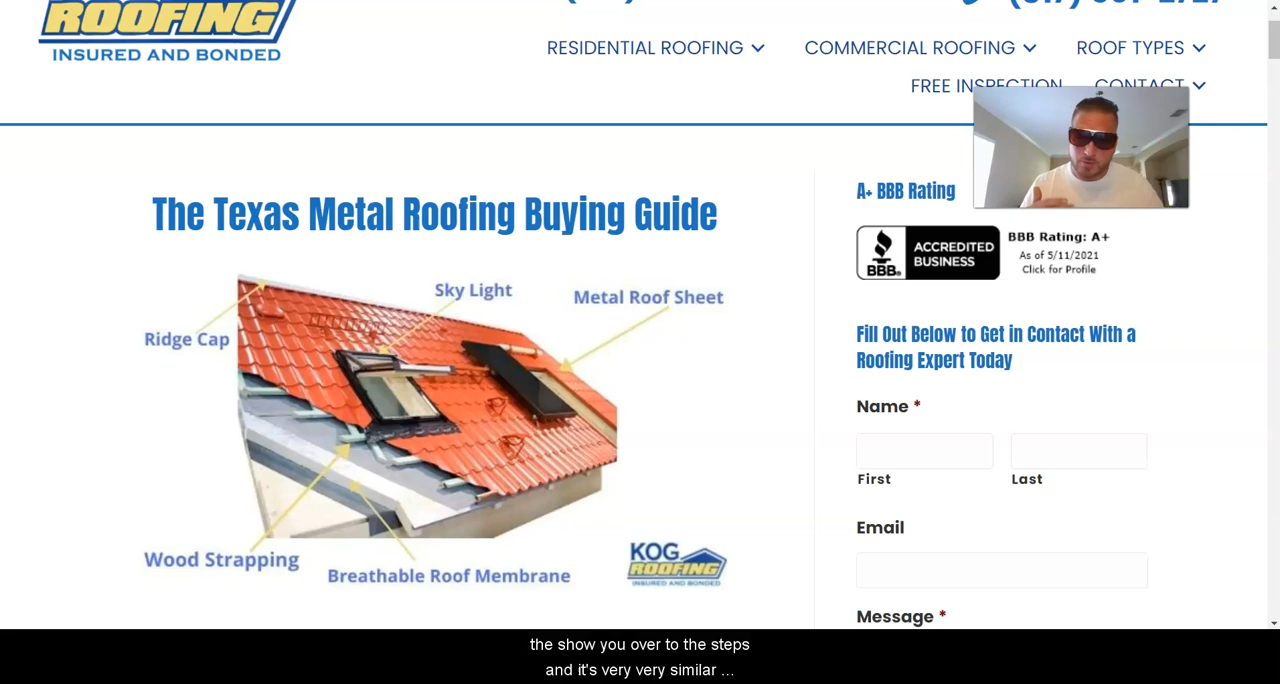 ROOFING
INSURED AND BONDED
RESIDENTIAL ROOFING
COMMERCIAL ROOFING
ROOF TYPES
FREE INSPECTION
CONTACT
The Texas Metal Roofing Buying Guide
Sky Light
Metal Roof Sheet
Ridge Cap
Wood Strapping
Breathable Roof Membrane
KOG
ROOFING
INSURED AND BONDED
A+ BBB Rating
BBB
ACCREDITED
BUSINESS
BBB Rating: A+
As of 5/11/2021
Click for Profile
Fill Out Below to Get in Contact With a
Roofing Expert Today
Name *
First
Last
Email
Message *
the show you over to the steps
and it's very very similar ...